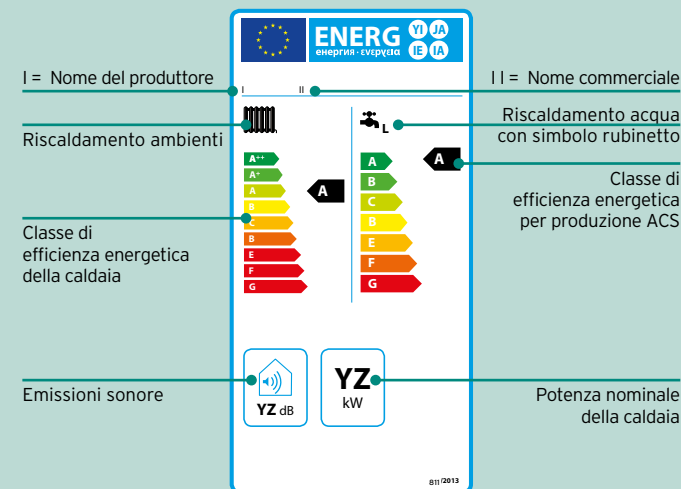 ENERG
енергия · ενεργεια
YI JA
IE IA
I = Nome del produttore
I I = Nome commerciale
I
II
Riscaldamento ambienti
Riscaldamento acqua
con simbolo rubinetto
L
A++
A+
A
B
C
B
E
F
G
A
A
B
C
B
E
F
G
A
Classe di
efficienza energetica
della caldaia
Classe di
efficienza energetica
per produzione ACS
Emissioni sonore
YZ dB
YZ
kW
Potenza nominale
della caldaia
811/2013